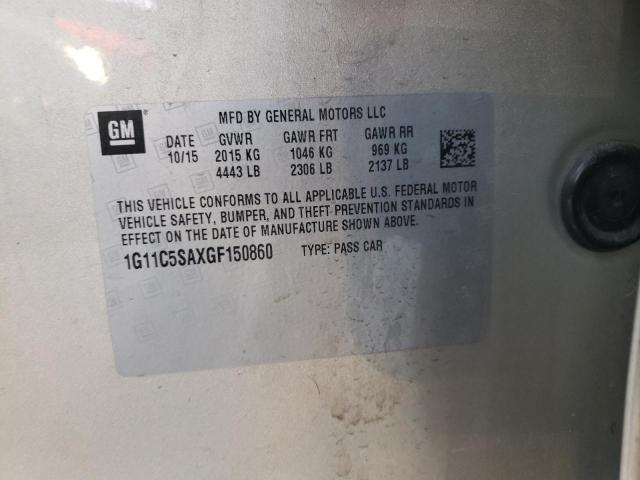 MFD BY GENERAL MOTORS LLC
GM
DATE GVWR GAWR FRT GAWR RR
10/15 2015 KG 1046 KG 969 KG
4443 LB 2306 LB 2137 LB
THIS VEHICLE CONFORMS TO ALL APPLICABLE U.S. FEDERAL MOTOR
VEHICLE SAFETY, BUMPER, AND THEFT PREVENTION STANDARDS IN
EFFECT ON THE DATE OF MANUFACTURE SHOWN ABOVE.
1G11C5SAXGF150860 TYPE: PASS CAR